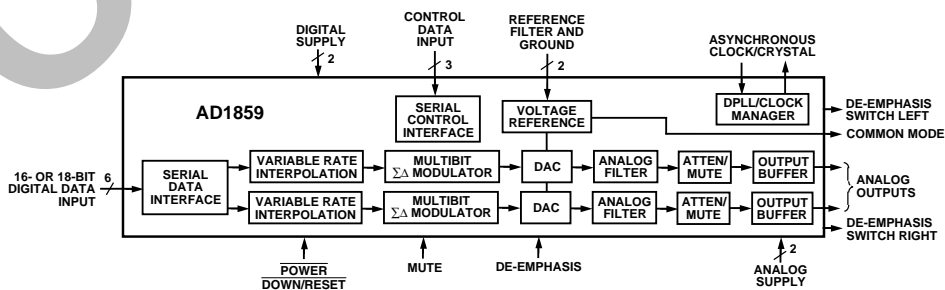 DIGITAL
SUPPLY
2
CONTROL
DATA
INPUT
3
REFERENCE
FILTER AND
GROUND
2
ASYNCHRONOUS
CLOCK/CRYSTAL
AD1859
SERIAL
CONTROL
INTERFACE
VOLTAGE
REFERENCE
DPLL/CLOCK
MANAGER
DE-EMPHASIS
SWITCH LEFT
COMMON MODE
16- OR 18-BIT
DIGITAL DATA
INPUT
6
SERIAL
DATA
INTERFACE
VARIABLE RATE
INTERPOLATION
MULTIBIT
ΣΔ MODULATOR
DAC
ANALOG
FILTER
ATTEN/
MUTE
OUTPUT
BUFFER
VARIABLE RATE
INTERPOLATION
MULTIBIT
ΣΔ MODULATOR
DAC
ANALOG
FILTER
ATTEN/
MUTE
OUTPUT
BUFFER
ANALOG
OUTPUTS
DE-EMPHASIS
SWITCH RIGHT
POWER
DOWN/RESET
MUTE
DE-EMPHASIS
2
ANALOG
SUPPLY